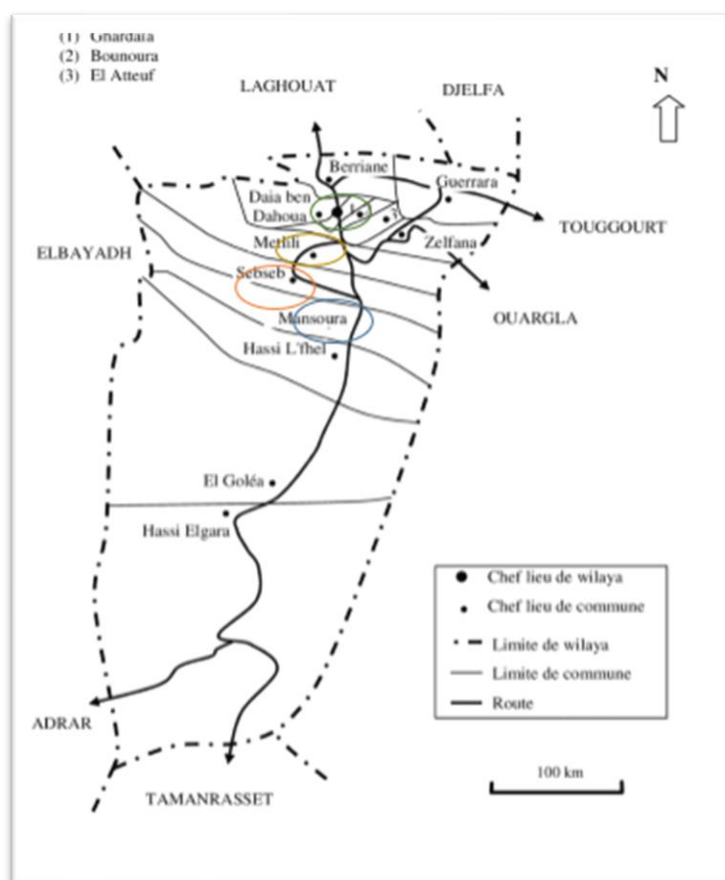 (1) Ghardaïa
(2) Bounoura
(3) El Atteuf
N
LAGHOUAT
DJELFA
Berriane
Guerrara
Daia ben
Dahoua
1
3
TOUGGOURT
Metlili
Zelfana
ELBAYADH
Sebseb
OUARGLA
Mansoura
Hassi L'fhel
El Goléa
Hassi Elgara
Chef lieu de wilaya
Chef lieu de commune
Limite de wilaya
Limite de commune
Route
ADRAR
100 km
TAMANRASSET